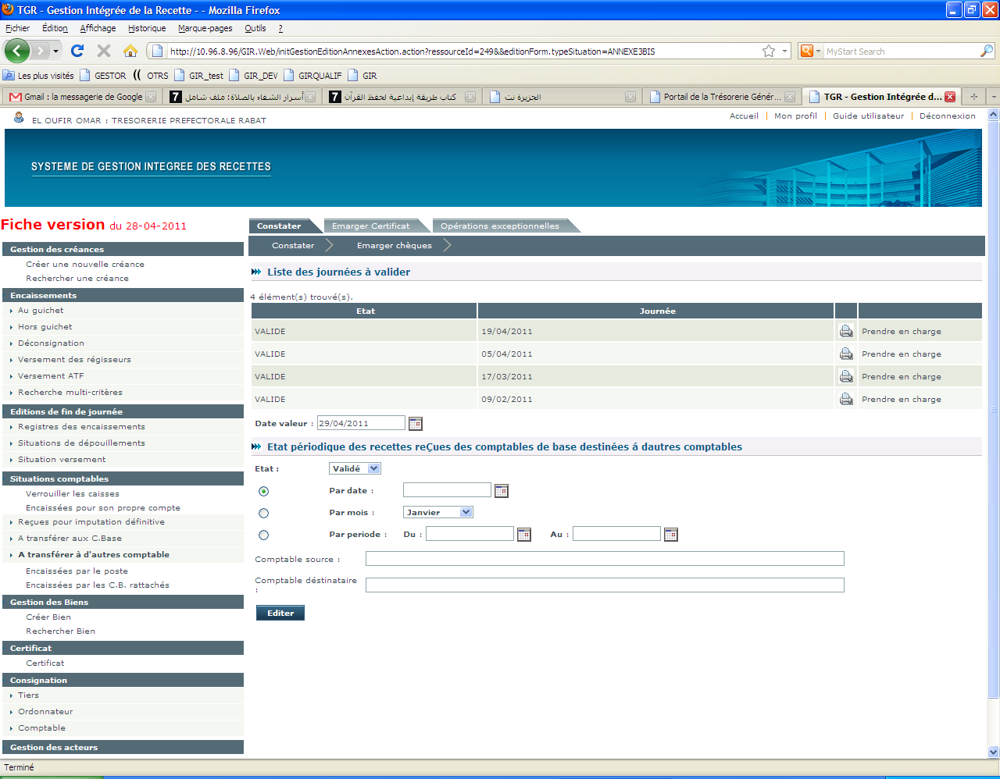 TGR - Gestion Intégrée de la Recette - - Mozilla Firefox
Fichier Édition Affichage Historique Marque-pages Outils ?
http://10.96.8.96/GIR.Web/initGestionEditionAnnexesAction.action?ressourceId=249&&editionForm.typeSituation=ANNEXE3BIS
MyStart Search
Les plus visités GESTOR OTRS GIR_test GIR_DEV GIRQUALIF GIR
Gmail : la messagerie de Google
أسرار الشفاء بالصلاة: ملف شامل
كتاب طريقة إبداعية لحفظ القرآن
الجزيرة نت
Portail de la Trésorerie Génér...
TGR - Gestion Intégrée d...
EL OUFIR OMAR : TRESORERIE PREFECTORALE RABAT
Accueil | Mon profil | Guide utilisateur | Déconnexion
SYSTEME DE GESTION INTEGREE DES RECETTES
Fiche version du 28-04-2011
Gestion des créances
Créer une nouvelle créance
Rechercher une créance
Encaissements
Au guichet
Hors guichet
Déconsignation
Versement des régisseurs
Versement ATF
Recherche multi-critères
Editions de fin de journée
Registres des encaissements
Situations de dépouillements
Situation versement
Situations comptables
Verrouiller les caisses
Encaissées pour son propre compte
Reçues pour imputation définitive
A transférer aux C.Base
A transférer à d'autres comptable
Encaissées par le poste
Encaissées par les C.B. rattachés
Gestion des Biens
Créer Bien
Rechercher Bien
Certificat
Certificat
Consignation
Tiers
Ordonnateur
Comptable
Gestion des acteurs
Constater Emarger Certificat Opérations exceptionnelles
Constater Emarger chèques
Liste des journées à valider
4 élément(s) trouvé(s).
Etat Journée
VALIDE 19/04/2011 Prendre en charge
VALIDE 05/04/2011 Prendre en charge
VALIDE 17/03/2011 Prendre en charge
VALIDE 09/02/2011 Prendre en charge
Date valeur : 29/04/2011
Etat périodique des recettes reÇues des comptables de base destinées á dautres comptables
Etat : Validé
Par date :
Par mois : Janvier
Par periode : Du : Au :
Comptable source :
Comptable déstinataire
:
Editer
Terminé